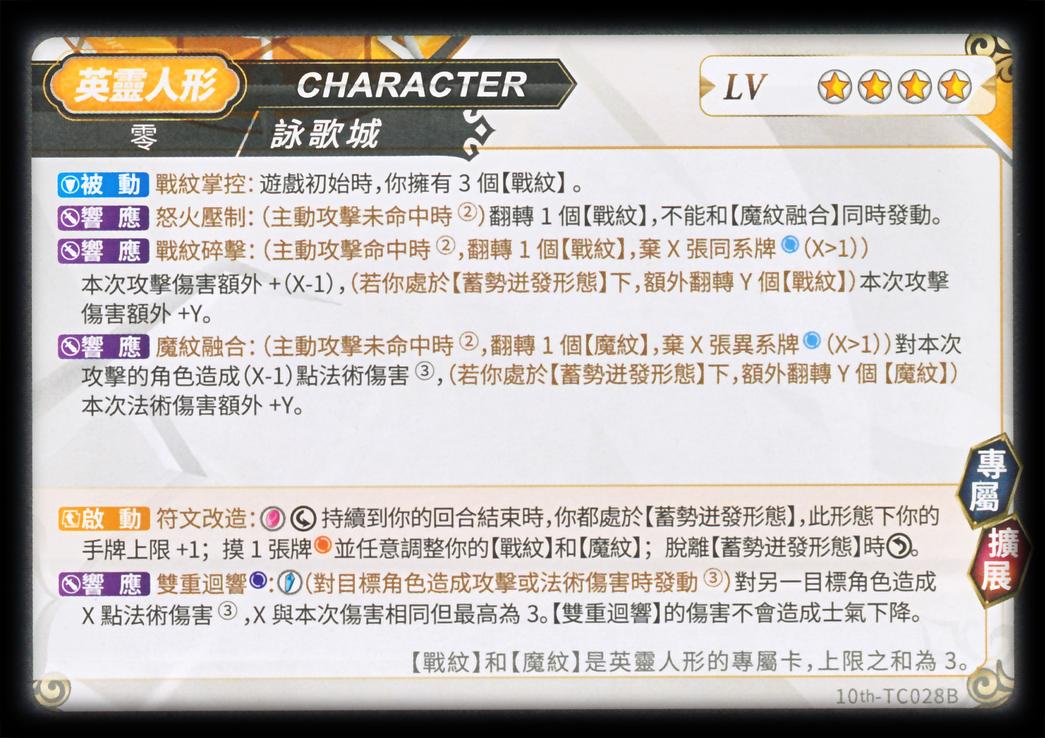 英靈人形 CHARACTER LV
零 詠歌城
被動 戰紋掌控：遊戲初始時，你擁有 3 個【戰紋】。
響應 怒火壓制：（主動攻擊未命中時②）翻轉 1 個【戰紋】，不能和【魔紋融合】同時發動。
響應 戰紋碎擊：（主動攻擊命中時②，翻轉 1 個【戰紋】，棄 X 張同系牌（X>1））
本次攻擊傷害額外 +（X-1），（若你處於【蓄勢迸發形態】下，額外翻轉 Y 個【戰紋】）本次攻擊
傷害額外 +Y。
響應 魔紋融合：（主動攻擊未命中時②，翻轉 1 個【魔紋】，棄 X 張異系牌（X>1））對本次
攻擊的角色造成（X-1）點法術傷害③，（若你處於【蓄勢迸發形態】下，額外翻轉 Y 個【魔紋】）
本次法術傷害額外 +Y。
專屬
啟動 符文改造：持續到你的回合結束時，你都處於【蓄勢迸發形態】，此形態下你的
手牌上限 +1；摸 1 張牌並任意調整你的【戰紋】和【魔紋】；脫離【蓄勢迸發形態】時。
擴展
響應 雙重迴響：（對目標角色造成攻擊或法術傷害時發動③）對另一目標角色造成
X 點法術傷害③，X 與本次傷害相同但最高為 3。【雙重迴響】的傷害不會造成士氣下降。
【戰紋】和【魔紋】是英靈人形的專屬卡，上限之和為 3。
10th-TC028B